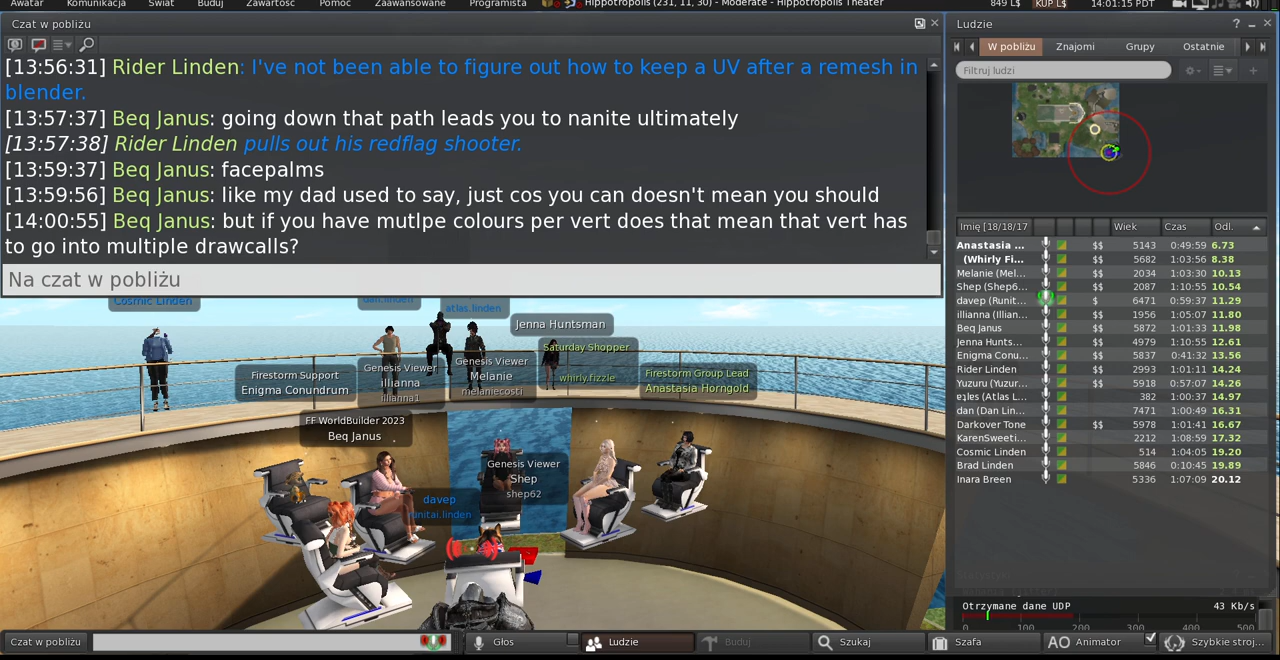 Awatar Komunikacja Świat Buduj Zawartość Pomoc Zaawansowane Programista Hippotropolis (231, 11, 30) - Moderate - Hippotropolis Theater 849 L$ KUP L$ 14:01:15 PDT
Czat w pobliżu
[13:56:31] Rider Linden: I've not been able to figure out how to keep a UV after a remesh in
blender.
[13:57:37] Beq Janus: going down that path leads you to nanite ultimately
[13:57:38] Rider Linden pulls out his redflag shooter.
[13:59:37] Beq Janus: facepalms
[13:59:56] Beq Janus: like my dad used to say, just cos you can doesn't mean you should
[14:00:55] Beq Janus: but if you have mutlpe colours per vert does that mean that vert has
to go into multiple drawcalls?
Na czat w pobliżu
Cosmic Linden
dan.linden
atlas.linden
Jenna Huntsman
Saturday Shopper
whirly.fizzle
Genesis Viewer
Melanie
melaniecosti
Genesis Viewer
illianna
illianna1
Firestorm Support
Enigma Conundrum
Firestorm Group Lead
Anastasia Horngold
FF WorldBuilder 2023
Beq Janus
Genesis Viewer
Shep
shep62
davep
runitai.linden
Ludzie
W pobliżu Znajomi Grupy Ostatnie
Filtruj ludzi
Imię [18/18/17 Wiek Czas Odl.
Anastasia ... $$ 5143 0:49:59 6.73
(Whirly Fi... $$ 5682 1:03:56 8.38
Melanie (Mel... $$ 2034 1:03:30 10.13
Shep (Shep6... $$ 2087 1:10:55 10.54
davep (Runit... $ 6471 0:59:37 11.29
illianna (Illian... $$ 1956 1:05:07 11.80
Beq Janus $$ 5872 1:01:33 11.98
Jenna Hunts... $$ 4979 1:10:55 12.61
Enigma Conu... $$ 5837 0:41:32 13.56
Rider Linden $$ 2993 1:01:11 14.24
Yuzuru (Yuzur... $$ 5918 0:57:07 14.26
(Atlas L... 382 1:00:37 14.97
dan (Dan Lin... 7471 1:00:49 16.31
Darkover Tone $$ 5978 1:01:41 16.67
KarenSweeti... 2212 1:08:59 17.32
Cosmic Linden 514 1:04:05 19.20
Brad Linden 5846 0:10:45 19.89
Inara Breen 5336 1:07:09 20.12
Otrzymane dane UDP 43 Kb/s
0 100 200 300 400 500
Czat w pobliżu Głos Ludzie Buduj Szukaj Szafa AO Animator Szybkie stroj...